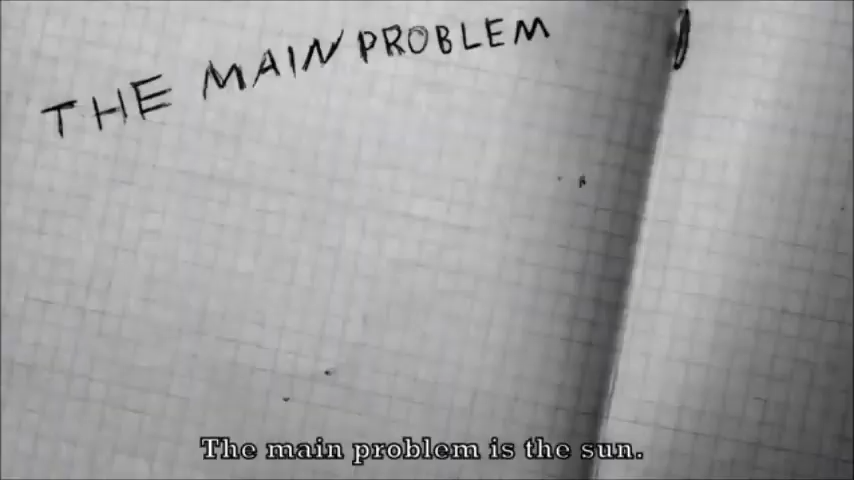 THE MAIN PROBLEM
The main problem is the sun.